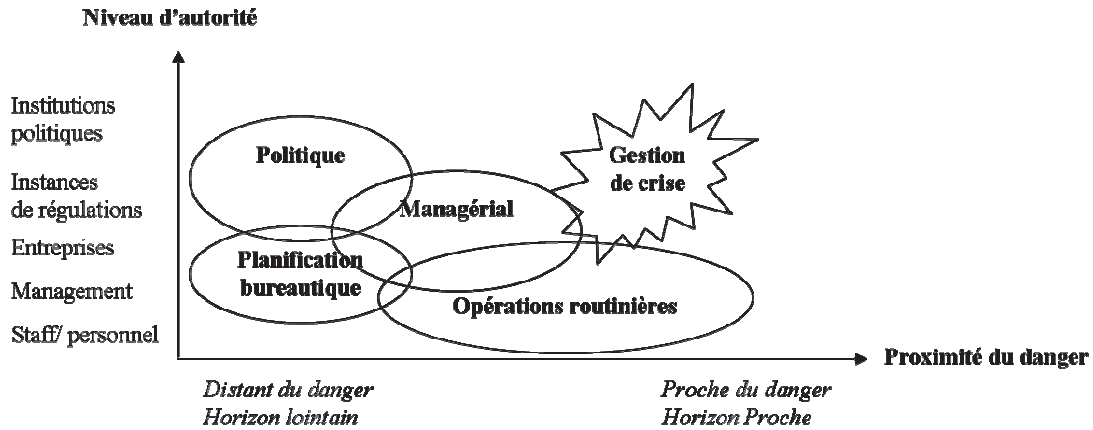 Niveau d'autorité
Institutions
politiques
Instances
de régulations
Entreprises
Management
Staff/ personnel
Politique
Managérial
Gestion
de crise
Planification
bureautique
Opérations routinières
Proximité du danger
Distant du danger
Horizon lointain
Proche du danger
Horizon Proche